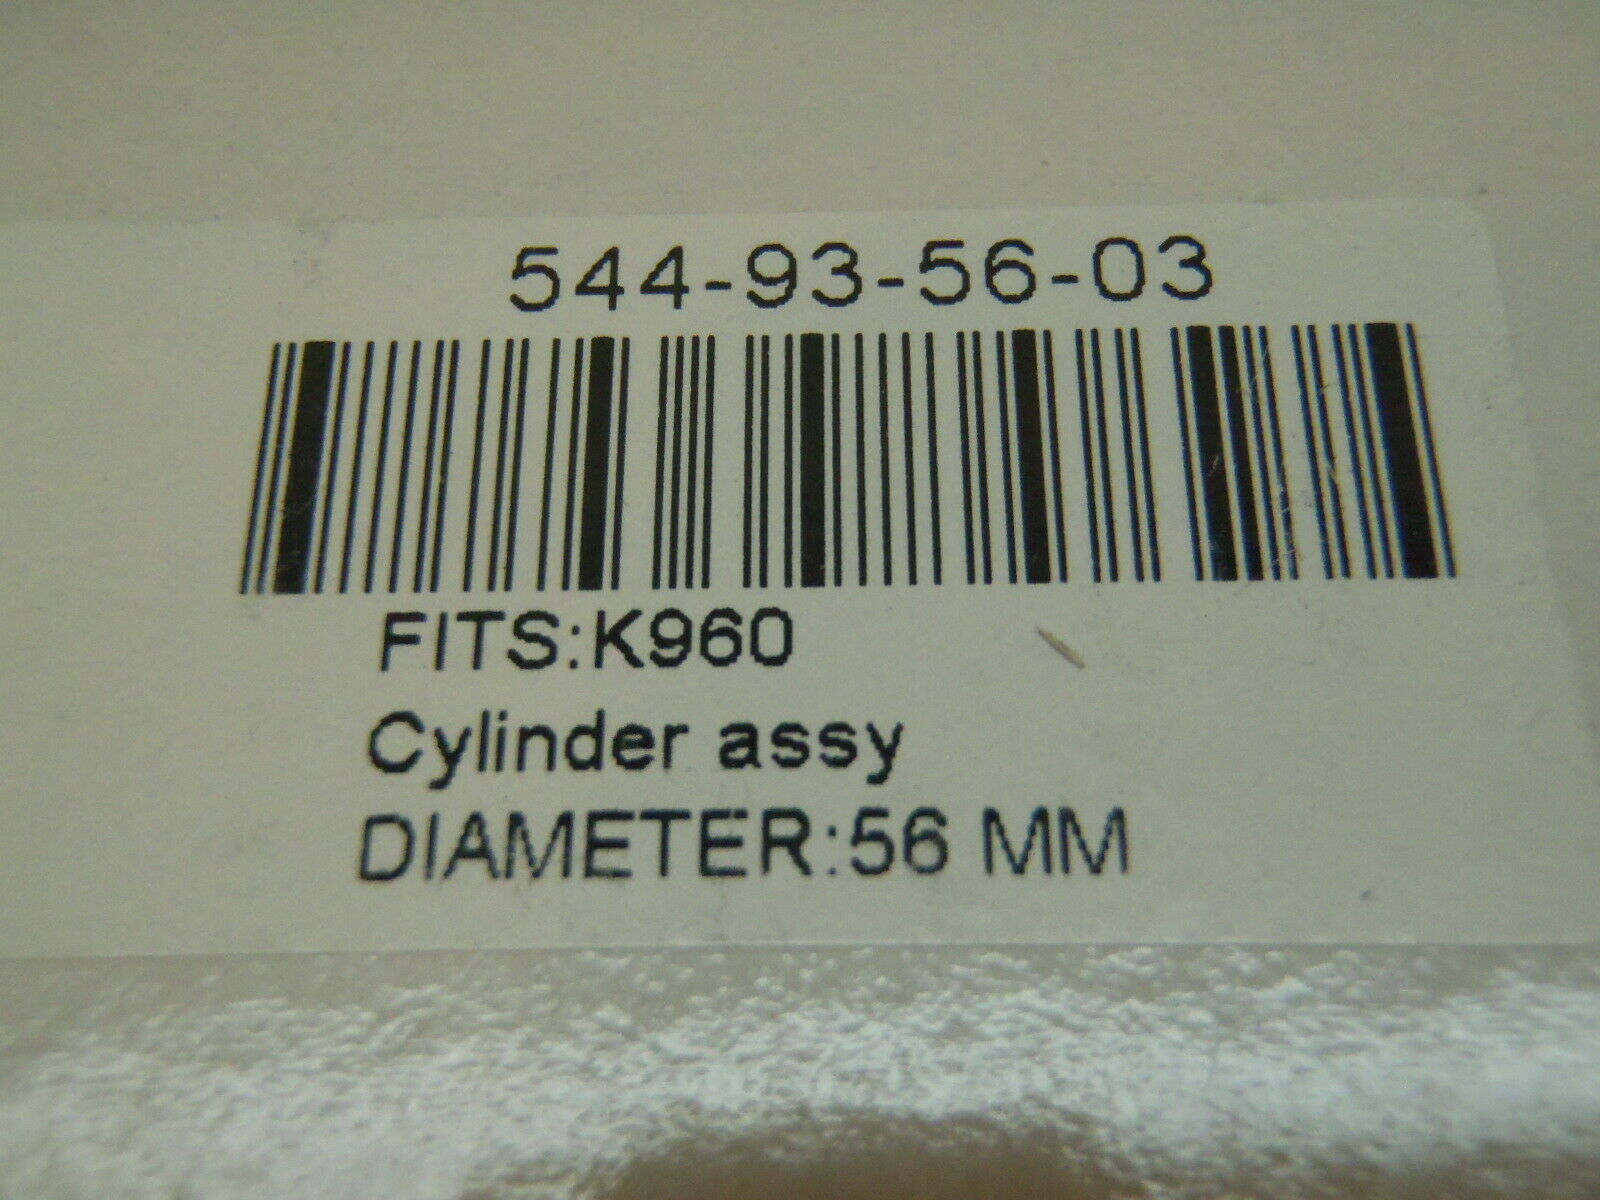 544-93-56-03
FITS:K960
Cylinder assy
DIAMETER:56 MM